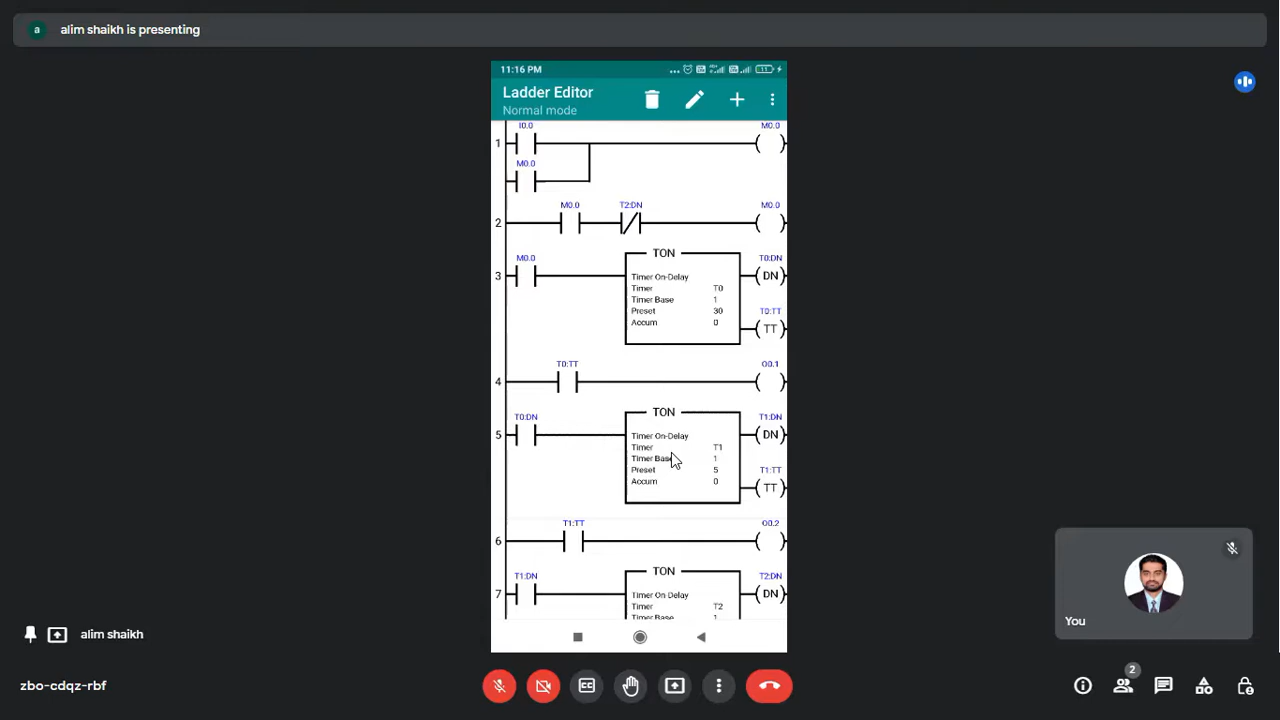 a alim shaikh is presenting
11:16 PM
11
Ladder Editor
Normal mode
I0.0 M0.0
1
M0.0
M0.0 T2:DN M0.0
2
TON
M0.0 T0:DN
3 DN
Timer On-Delay
Timer T0
Timer Base 1
Preset 30 T0:TT
Accum 0
TT
T0:TT O0.1
4
TON
T0:DN T1:DN
5 DN
Timer On-Delay
Timer T1
Timer Base 1
Preset 5 T1:TT
Accum 0
TT
T1:TT O0.2
6
TON
T1:DN T2:DN
7 DN
Timer On Delay
Timer T2
Timer Base 1
You
alim shaikh
2
zbo-cdqz-rbf
CC